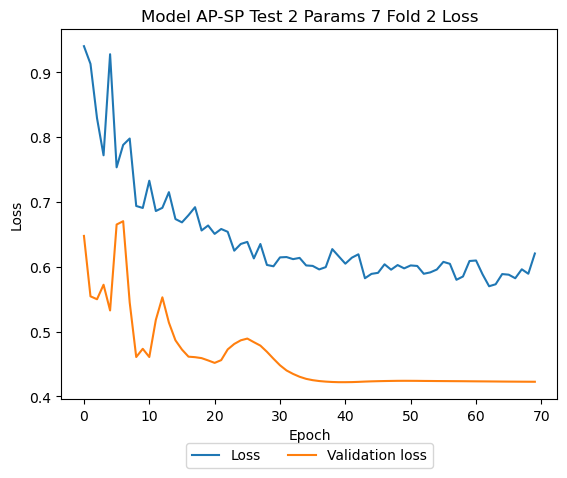 Model AP-SP Test 2 Params 7 Fold 2 Loss
Loss
0.9
0.8
0.7
0.6
0.5
0.4
0 10 20 30 40 50 60 70
Epoch
Loss Validation loss